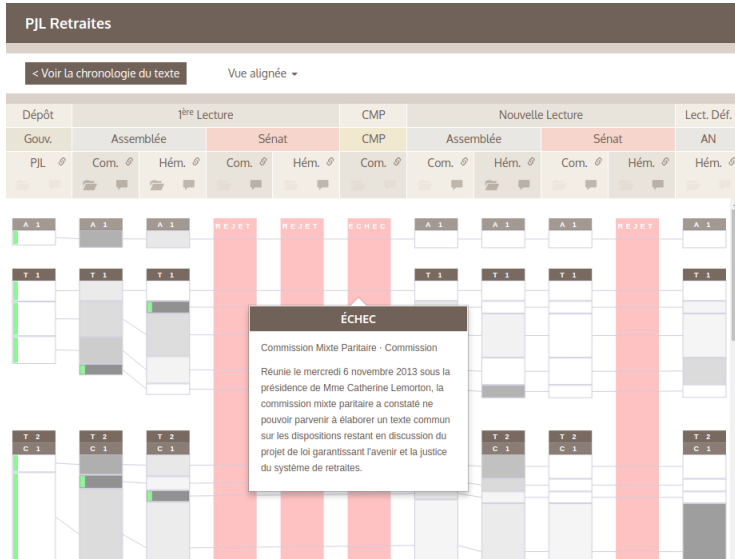 PJL Retraites
< Voir la chronologie du texte Vue alignée
Dépôt 1ère Lecture CMP Nouvelle Lecture Lect. Déf.
Gouv. Assemblée Sénat CMP Assemblée Sénat AN
PJL Com. Hém. Com. Hém. Com. Com. Hém. Com. Hém. Hém.
A 1 A 1 A 1 REJET REJET ECHEC A 1 A 1 A 1 REJET A 1
T 1 T 1 T 1 T 1 T 1 T 1 T 1
ÉCHEC
Commission Mixte Paritaire · Commission
Réunie le mercredi 6 novembre 2013 sous la
présidence de Mme Catherine Lemorton, la
commission mixte paritaire a constaté ne
pouvoir parvenir à élaborer un texte commun
sur les dispositions restant en discussion du
projet de loi garantissant l'avenir et la justice
du système de retraites.
T 2 T 2 T 2 T 2 T 2 T 2
C 1 C 1 C 1 C 1 C 1 C 1